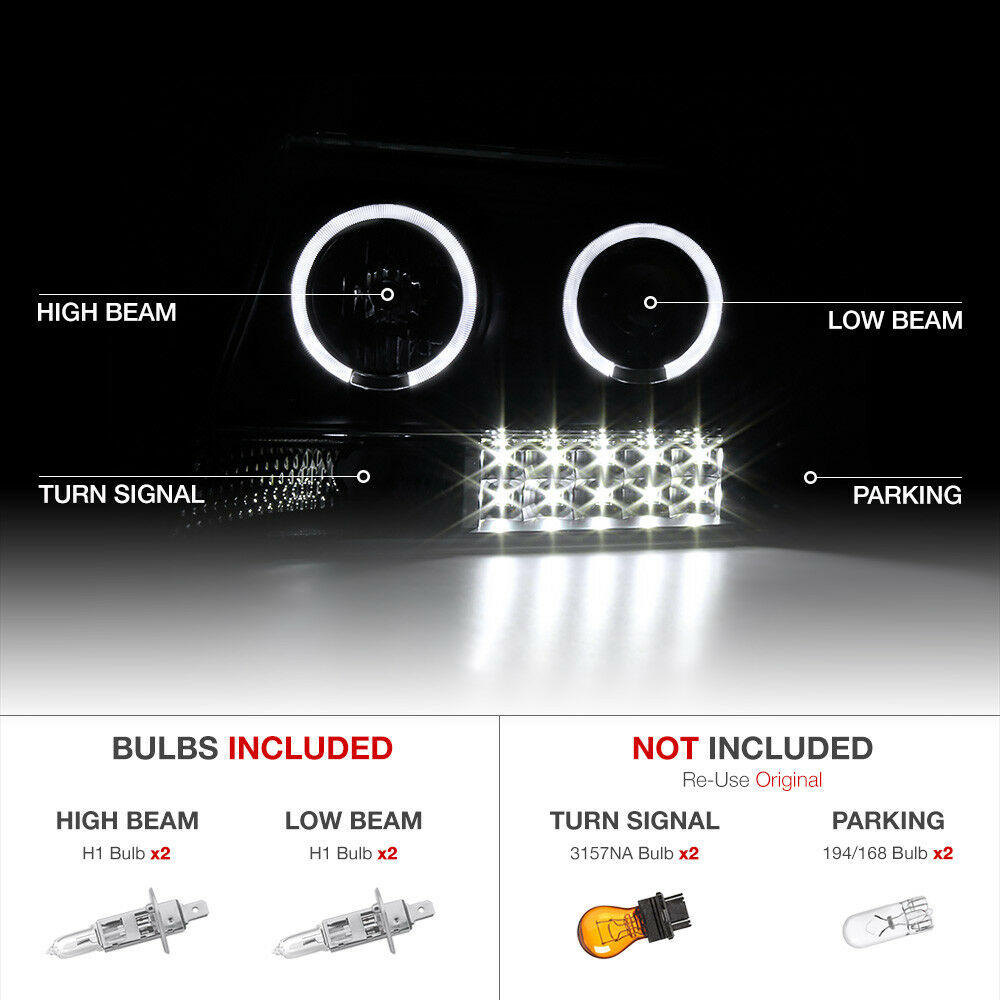 HIGH BEAM
LOW BEAM
TURN SIGNAL
PARKING
BULBS INCLUDED
HIGH BEAM
H1 Bulb x2
LOW BEAM
H1 Bulb x2
NOT INCLUDED
Re-Use Original
TURN SIGNAL
3157NA Bulb x2
PARKING
194/168 Bulb x2